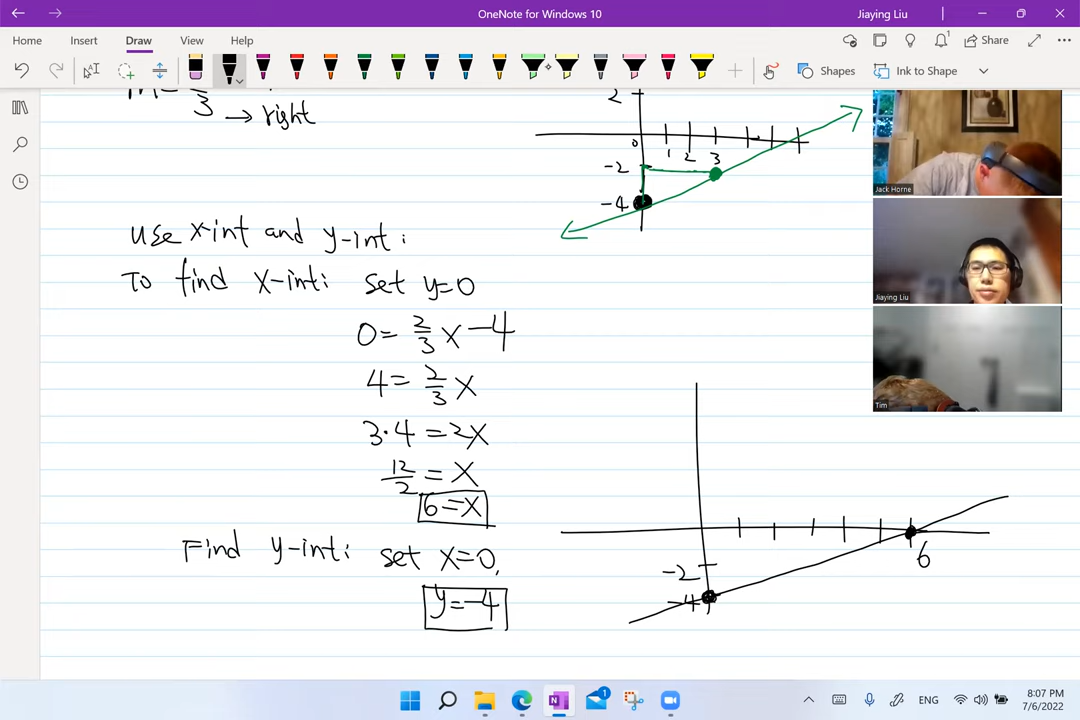 OneNote for Windows 10
Jiaying Liu
Home Insert Draw View Help
Share
Shapes
Ink to Shape
3 → right
2
0 1 2 3
-2
-4
Use x-int and y-int:
To find x-int: set y=0
0 = 2/3 x - 4
4 = 2/3 x
3·4 = 2x
12/2 = x
6 = x
Find y-int: set x=0,
y = -4
-2
-4
6
Jack Horne
Jiaying Liu
Tim
1
ENG
8:07 PM
7/6/2022